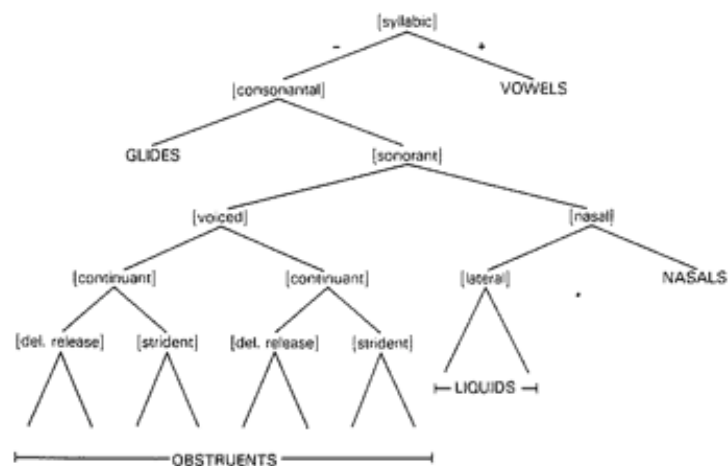 [syllabic]
- +
[consonantal] VOWELS
GLIDES [sonorant]
[voiced] [nasal]
[continuant] [continuant] [lateral] NASALS
[del. release] [strident] [del. release] [strident]
LIQUIDS
OBSTRUENTS